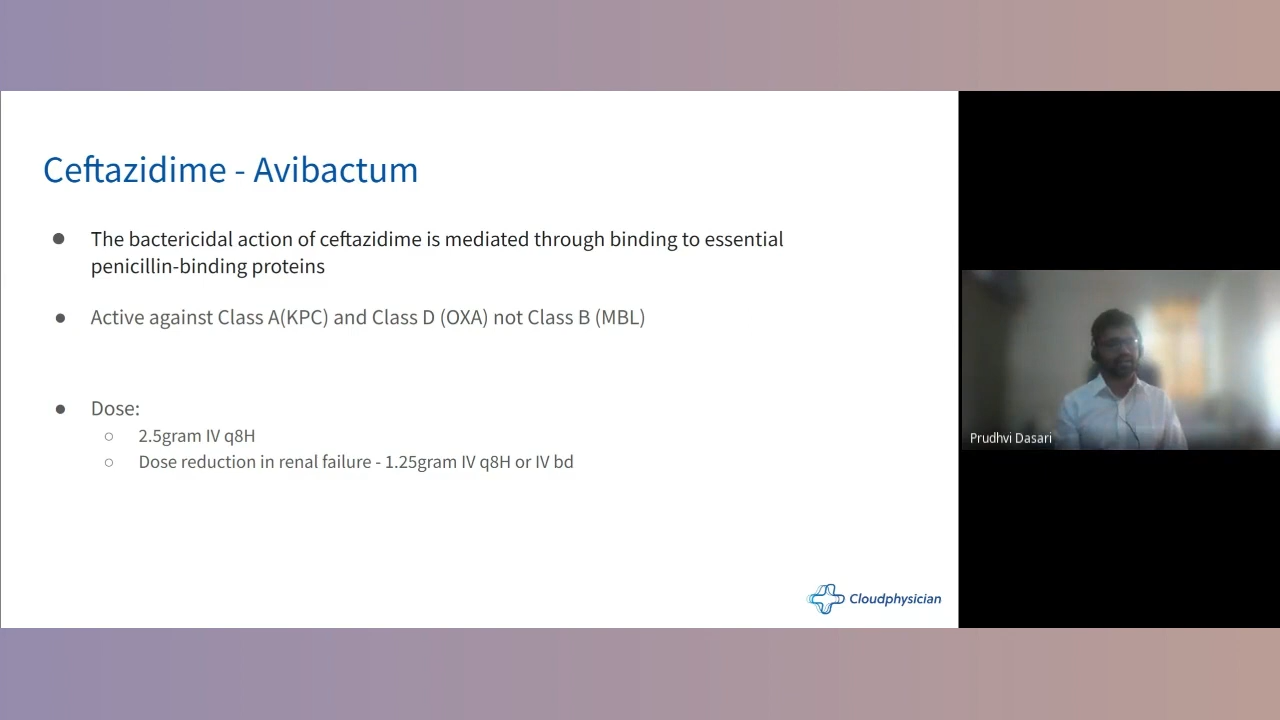 Ceftazidime - Avibactum
● The bactericidal action of ceftazidime is mediated through binding to essential
penicillin-binding proteins
● Active against Class A(KPC) and Class D (OXA) not Class B (MBL)
● Dose:
○ 2.5gram IV q8H
○ Dose reduction in renal failure - 1.25gram IV q8H or IV bd
Cloudphysician
Prudhvi Dasari